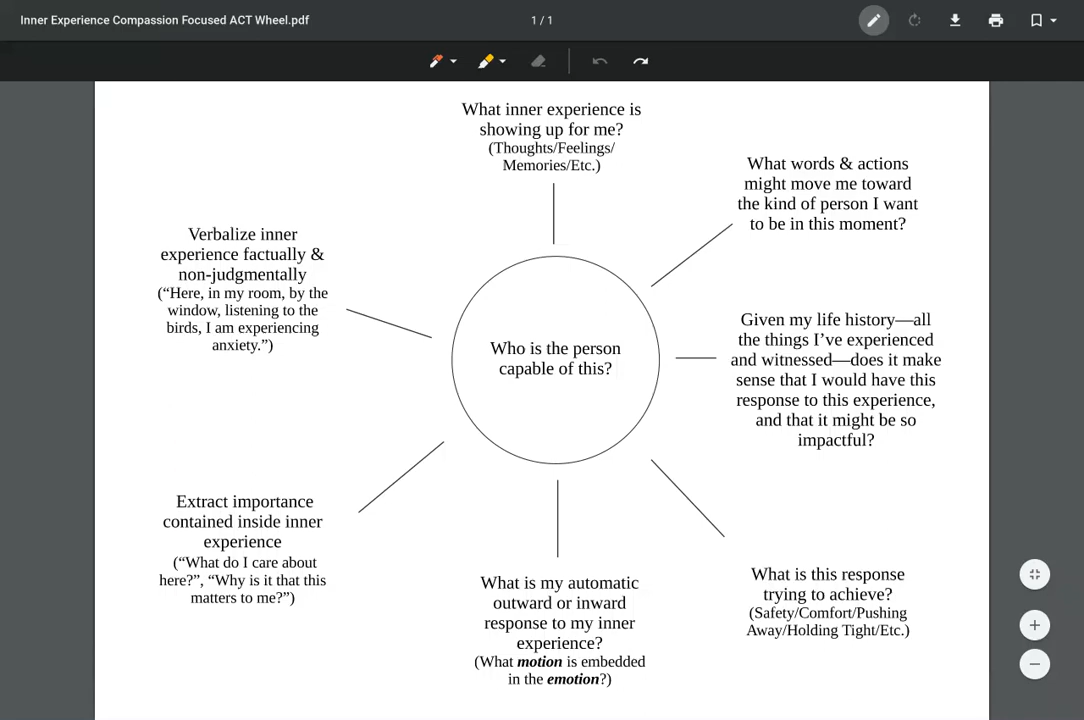 Inner Experience Compassion Focused ACT Wheel.pdf
1 / 1
What inner experience is
showing up for me?
(Thoughts/Feelings/
Memories/Etc.)
What words & actions
might move me toward
the kind of person I want
to be in this moment?
Verbalize inner
experience factually &
non-judgmentally
(“Here, in my room, by the
window, listening to the
birds, I am experiencing
anxiety.”)
Given my life history—all
the things I’ve experienced
and witnessed—does it make
sense that I would have this
response to this experience,
and that it might be so
impactful?
Who is the person
capable of this?
Extract importance
contained inside inner
experience
(“What do I care about
here?”, “Why is it that this
matters to me?”)
What is my automatic
outward or inward
response to my inner
experience?
(What motion is embedded
in the emotion?)
What is this response
trying to achieve?
(Safety/Comfort/Pushing
Away/Holding Tight/Etc.)